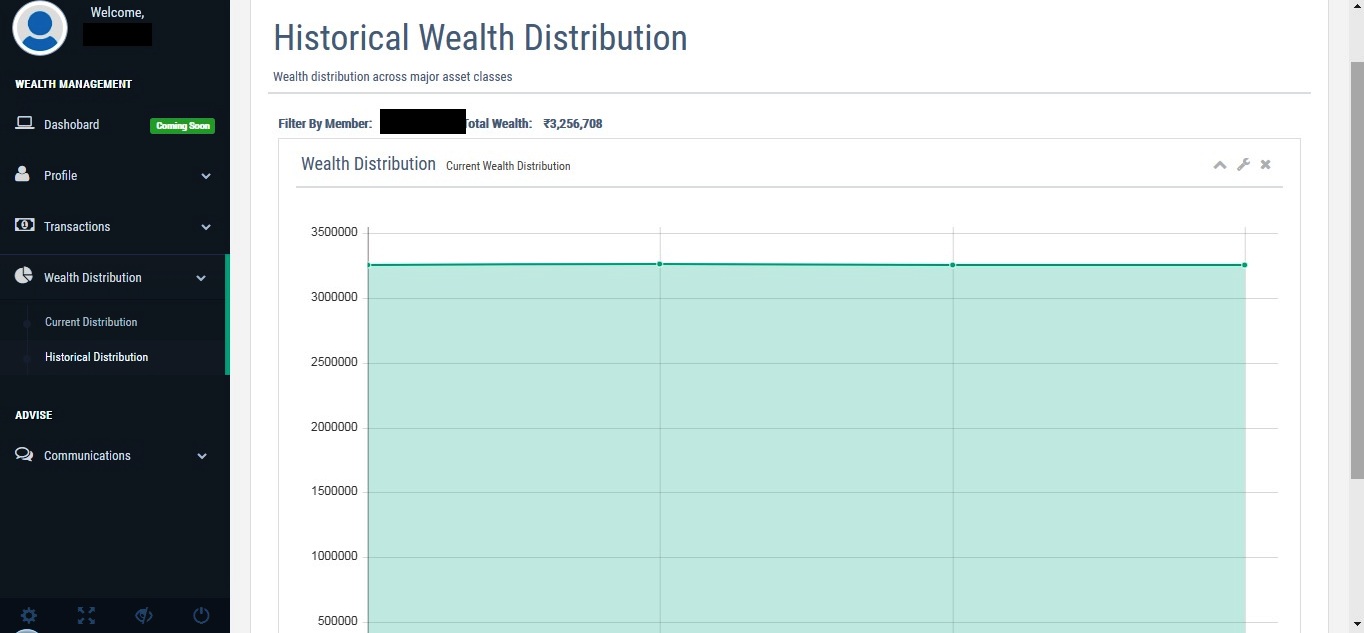 Welcome,
WEALTH MANAGEMENT
Dashobard
Coming Soon
Profile
Transactions
Wealth Distribution
Current Distribution
Historical Distribution
ADVISE
Communications
Historical Wealth Distribution
Wealth distribution across major asset classes
Filter By Member: Total Wealth: ₹3,256,708
Wealth Distribution Current Wealth Distribution
3500000
3000000
2500000
2000000
1500000
1000000
500000